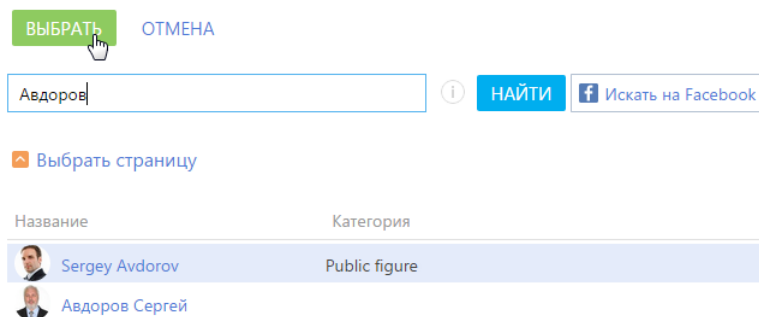 ВЫБРАТЬ ОТМЕНА
Авдоров НАЙТИ Искать на Facebook
Выбрать страницу
Название Категория
Sergey Avdorov Public figure
Авдоров Сергей